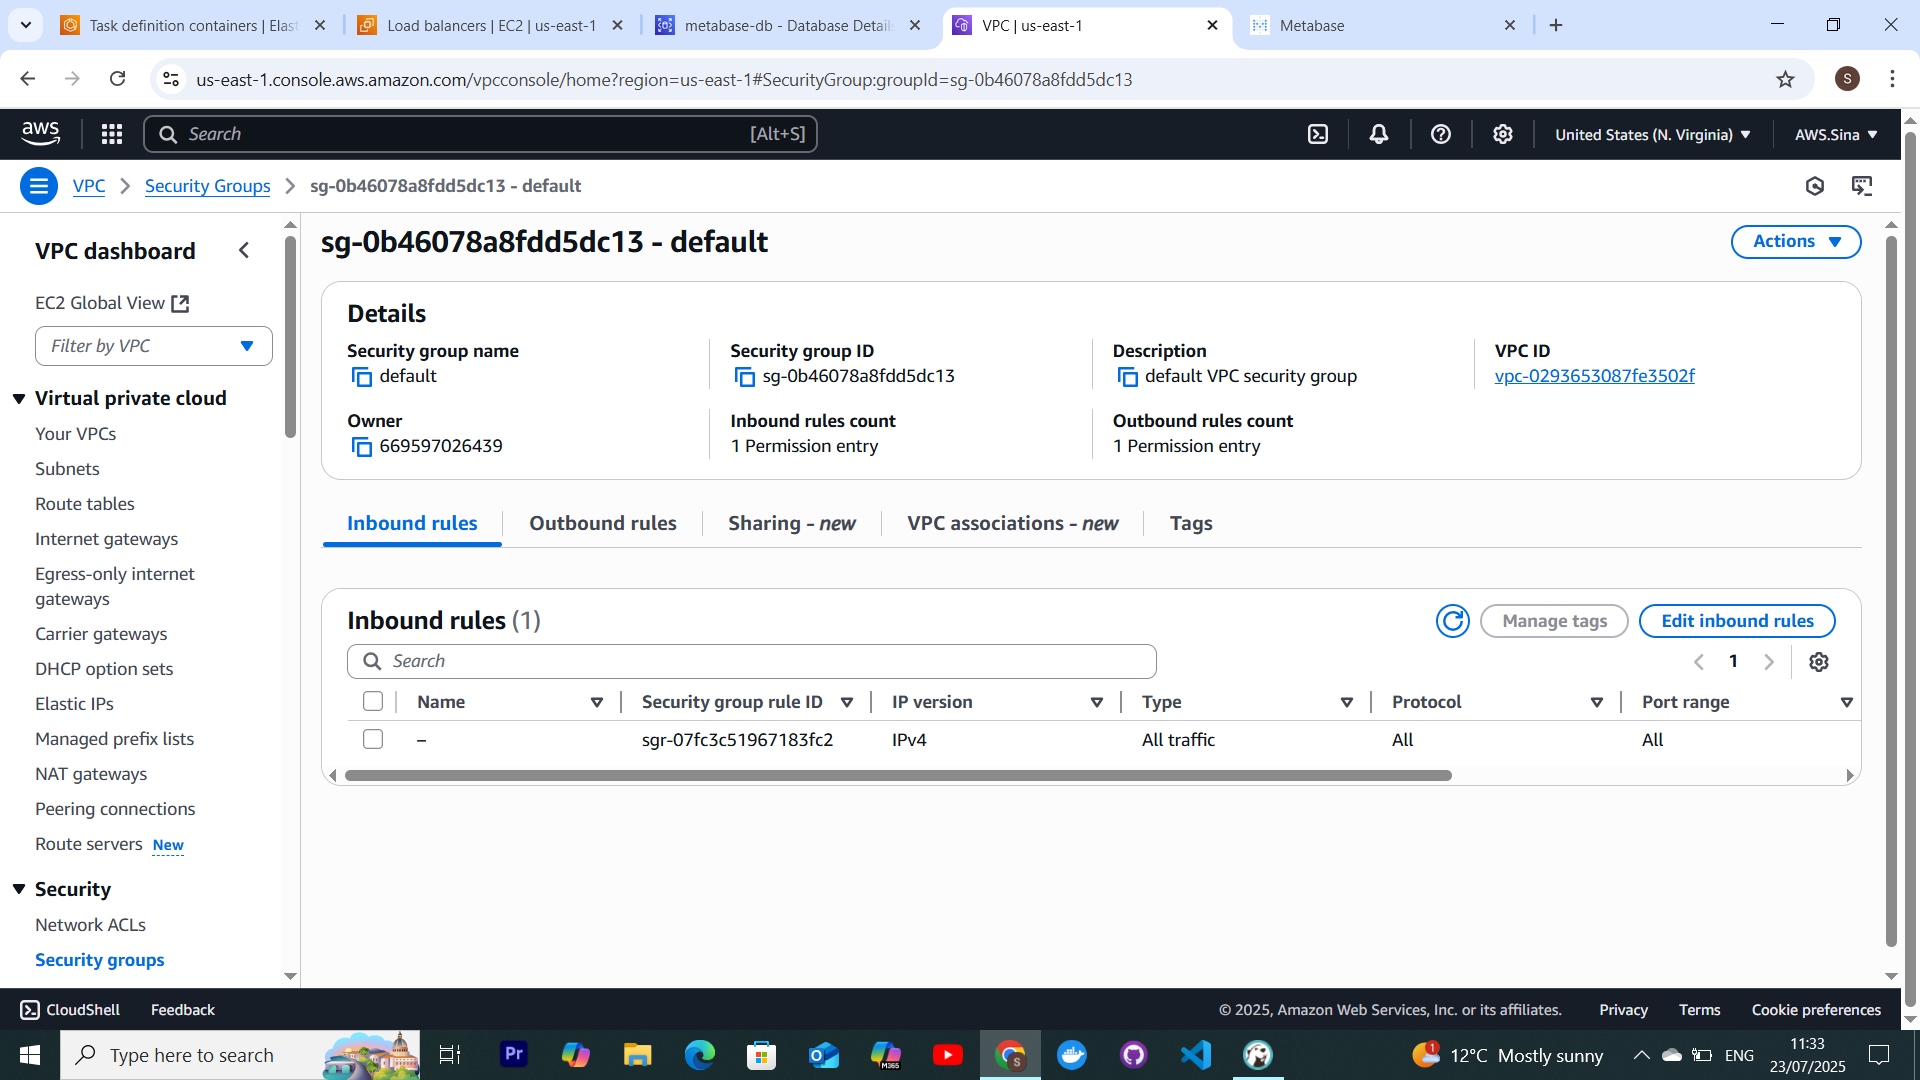 Task definition containers | Elast
Load balancers | EC2 | us-east-1
metabase-db - Database Details
VPC | us-east-1
Metabase
us-east-1.console.aws.amazon.com/vpcconsole/home?region=us-east-1#SecurityGroup:groupId=sg-0b46078a8fdd5dc13
S
aws
Search
[Alt+S]
United States (N. Virginia)
AWS.Sina
VPC
Security Groups
sg-0b46078a8fdd5dc13 - default
VPC dashboard
EC2 Global View
Filter by VPC
Virtual private cloud
Your VPCs
Subnets
Route tables
Internet gateways
Egress-only internet
gateways
Carrier gateways
DHCP option sets
Elastic IPs
Managed prefix lists
NAT gateways
Peering connections
Route servers New
Security
Network ACLs
Security groups
sg-0b46078a8fdd5dc13 - default
Actions
Details
Security group name
default
Security group ID
sg-0b46078a8fdd5dc13
Description
default VPC security group
VPC ID
vpc-0293653087fe3502f
Owner
669597026439
Inbound rules count
1 Permission entry
Outbound rules count
1 Permission entry
Inbound rules
Outbound rules
Sharing - new
VPC associations - new
Tags
Inbound rules (1)
Manage tags
Edit inbound rules
Search
1
Name
Security group rule ID
IP version
Type
Protocol
Port range
–
sgr-07fc3c51967183fc2
IPv4
All traffic
All
All
CloudShell
Feedback
© 2025, Amazon Web Services, Inc. or its affiliates.
Privacy
Terms
Cookie preferences
Type here to search
Pr
M365
S
1
12°C Mostly sunny
ENG
11:33
23/07/2025